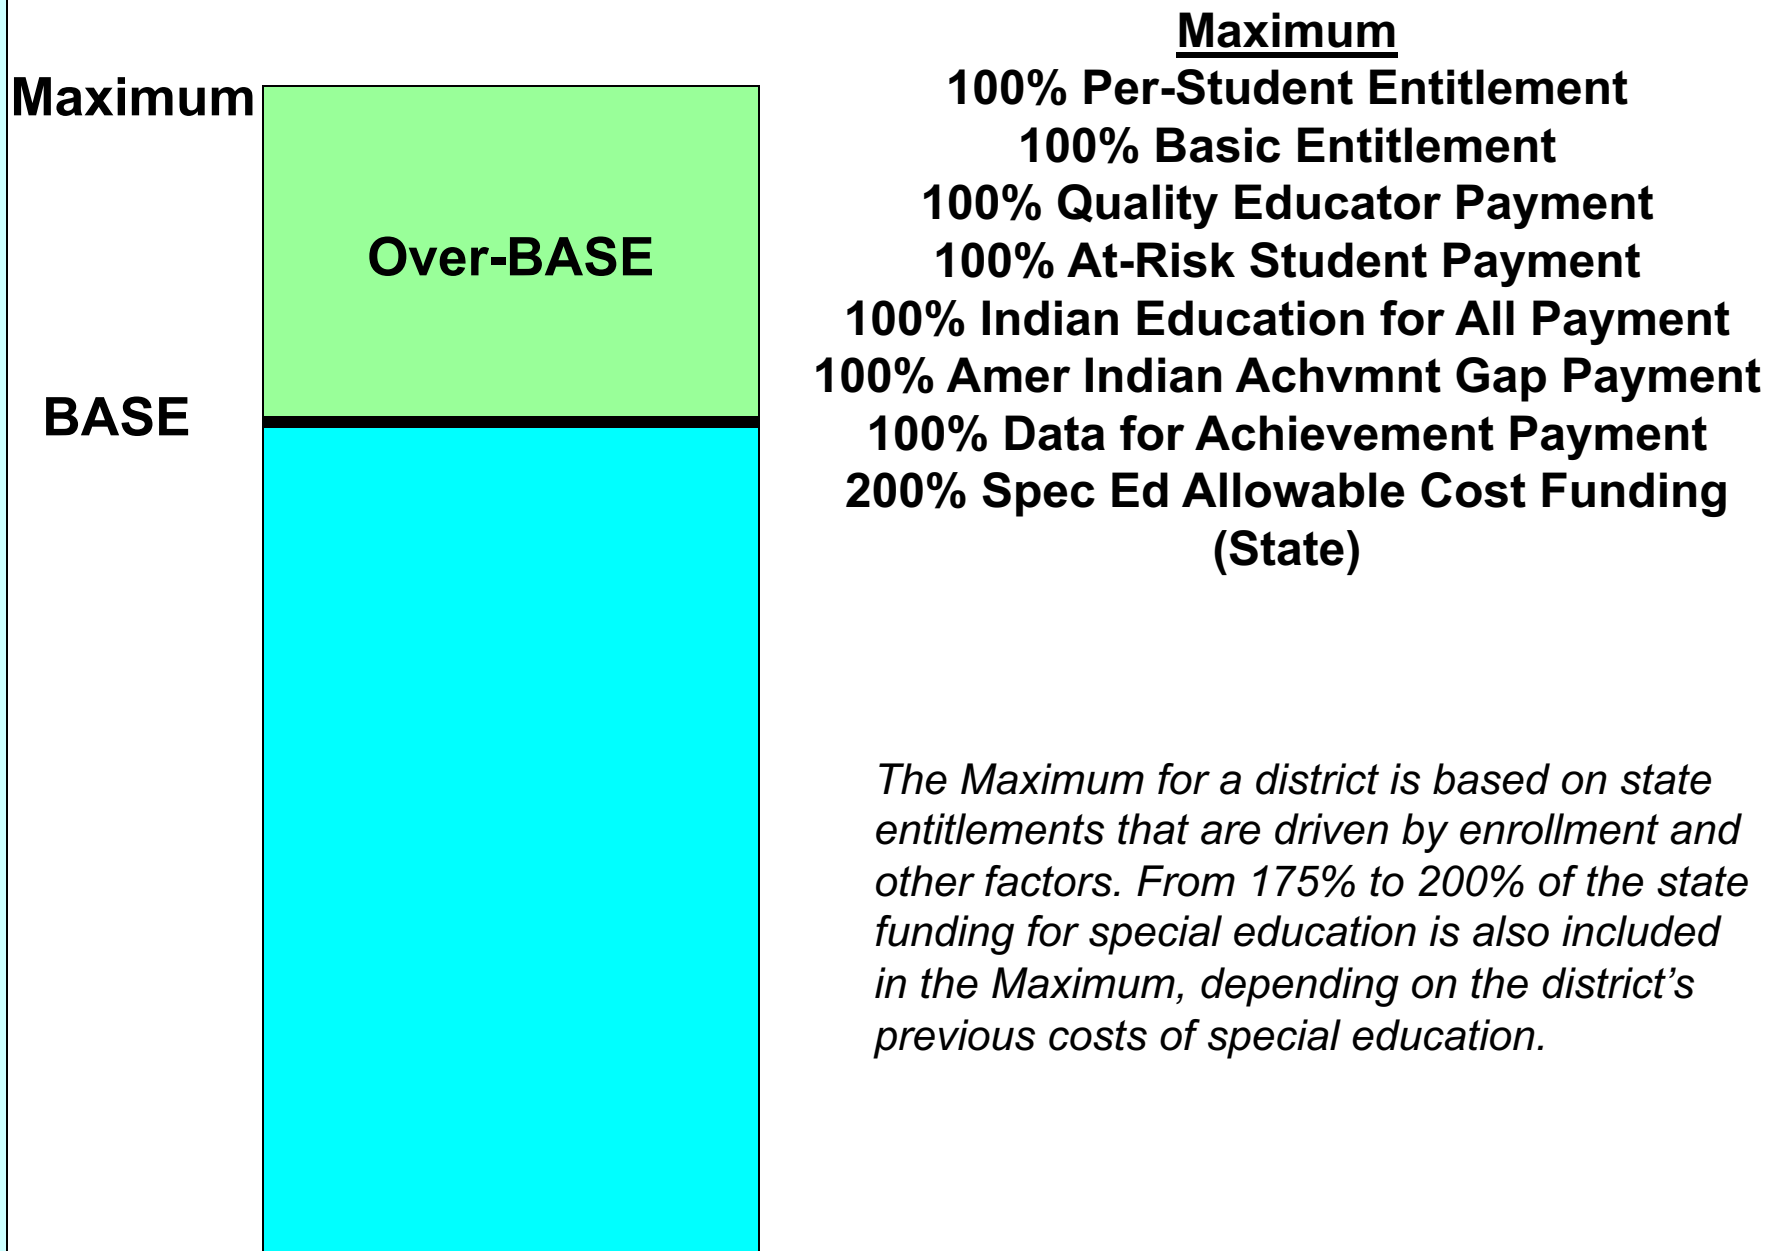 Maximum
Over-BASE
BASE
Maximum
100% Per-Student Entitlement
100% Basic Entitlement
100% Quality Educator Payment
100% At-Risk Student Payment
100% Indian Education for All Payment
100% Amer Indian Achvmnt Gap Payment
100% Data for Achievement Payment
200% Spec Ed Allowable Cost Funding
(State)
The Maximum for a district is based on state
entitlements that are driven by enrollment and
other factors. From 175% to 200% of the state
funding for special education is also included
in the Maximum, depending on the district’s
previous costs of special education.